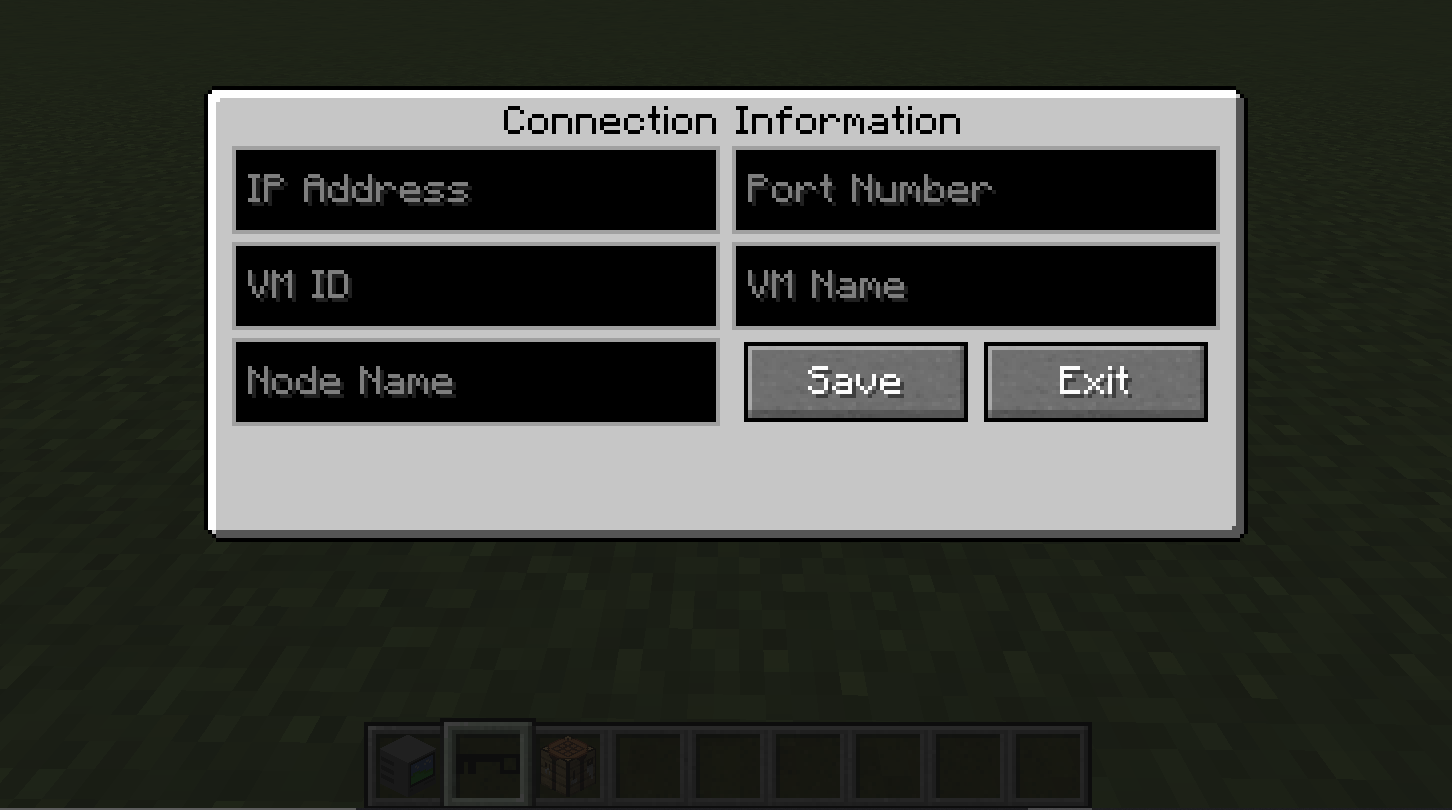 Connection Information
IP Address
Port Number
VM ID
VM Name
Node Name
Save
Exit